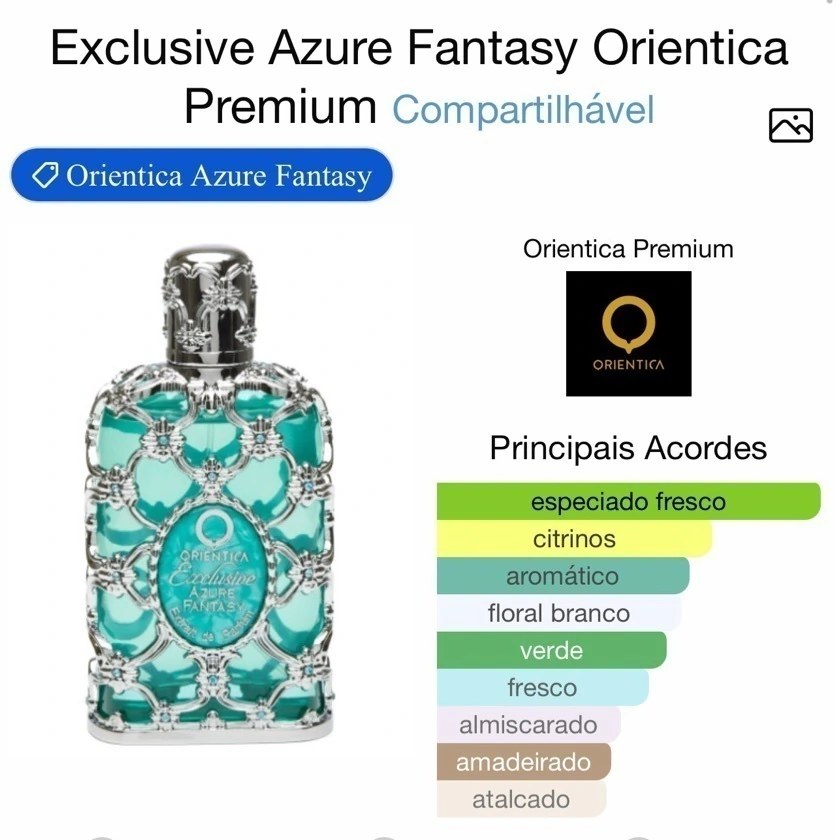 Exclusive Azure Fantasy Orientica
Premium Compartilhável
Orientica Azure Fantasy
ORIENTICA
Exclusive
AZURE
FANTASY
Orientica Premium
ORIENTICA
Principais Acordes
especiado fresco
citrinos
aromático
floral branco
verde
fresco
almiscarado
amadeirado
atalcado